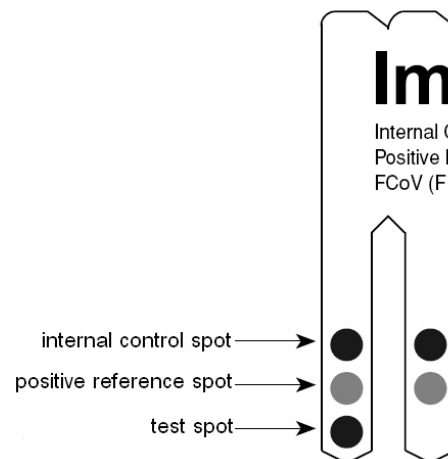 Im
Internal
Positive
FCoV (F
internal control spot
positive reference spot
test spot